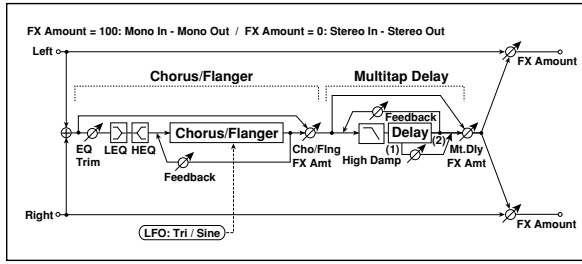 FX Amount = 100: Mono In - Mono Out / FX Amount = 0: Stereo In - Stereo Out
Left
FX Amount
Chorus/Flanger
Multitap Delay
EQ Trim
LEQ
HEQ
Chorus/Flanger
Feedback
Cho/Flng FX Amt
High Damp
Feedback
Delay
(1)
(2)
Mt.Dly FX Amt
Right
FX Amount
LFO: Tri / Sine